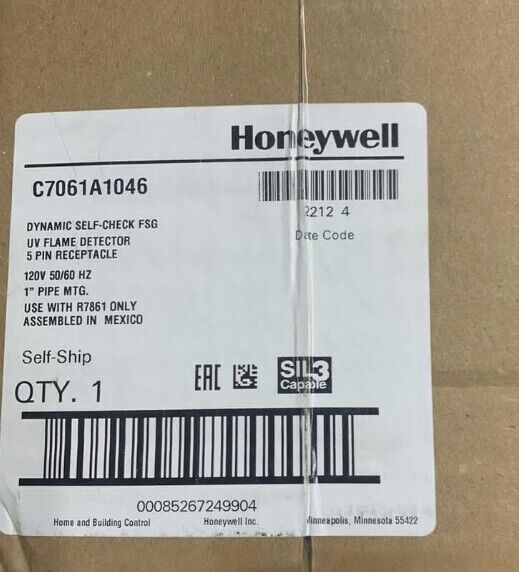 Honeywell
C7061A1046
2212 4
Date Code
DYNAMIC SELF-CHECK FSG
UV FLAME DETECTOR
5 PIN RECEPTACLE
120V 50/60 HZ
1" PIPE MTG.
USE WITH R7861 ONLY
ASSEMBLED IN MEXICO
Self-Ship
QTY. 1
EAC
SIL3
Capable
00085267249904
Home and Building Control Honeywell Inc. Minneapolis, Minnesota 55422